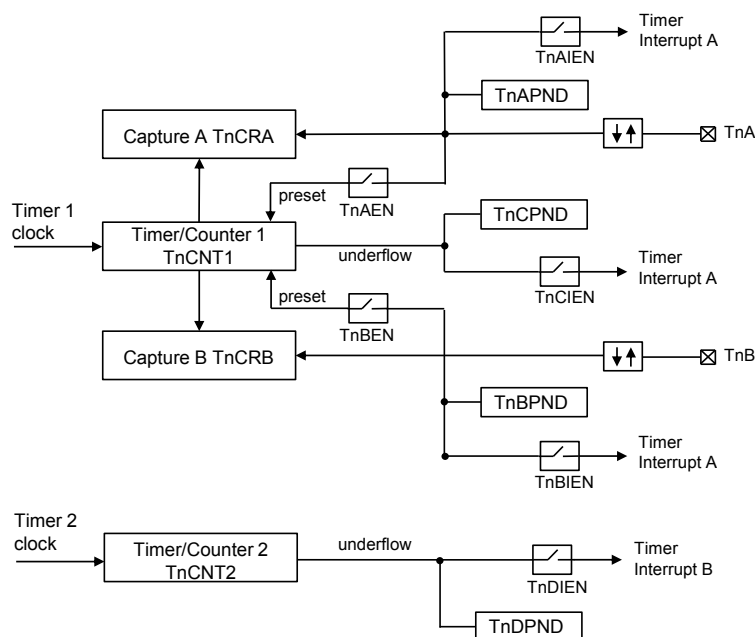 Timer
Interrupt A
TnAIEN
TnAPND
Capture A TnCRA
TnA
preset
TnAEN
Timer 1
clock
Timer/Counter 1
TnCNT1
underflow
TnCPND
Timer
Interrupt A
TnCIEN
preset
TnBEN
Capture B TnCRB
TnB
TnBPND
Timer
Interrupt A
TnBIEN
Timer 2
clock
Timer/Counter 2
TnCNT2
underflow
Timer
Interrupt B
TnDIEN
TnDPND